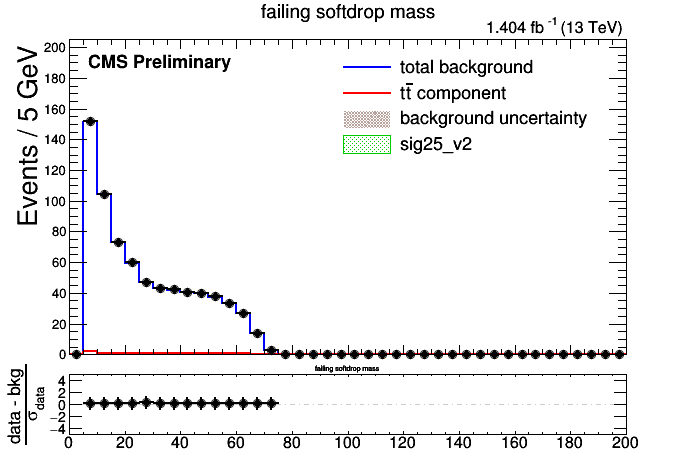 failing softdrop mass
1.404 fb⁻¹ (13 TeV)
CMS Preliminary
total background
tt̅ component
background uncertainty
sig25_v2
Events / 5 GeV
200
180
160
140
120
100
80
60
40
20
0
failing softdrop mass
data - bkg
σ_data
4
2
0
−2
−4
0 20 40 60 80 100 120 140 160 180 200